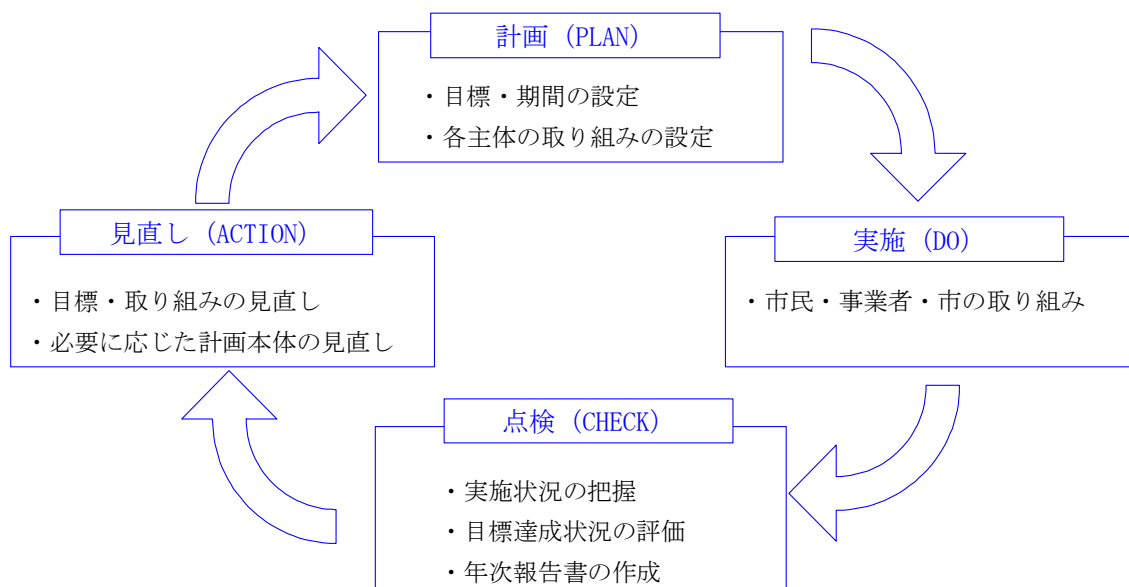 計画 (PLAN)
・目標・期間の設定
・各主体の取り組みの設定
実施 (DO)
・市民・事業者・市の取り組み
点検 (CHECK)
・実施状況の把握
・目標達成状況の評価
・年次報告書の作成
見直し (ACTION)
・目標・取り組みの見直し
・必要に応じた計画本体の見直し